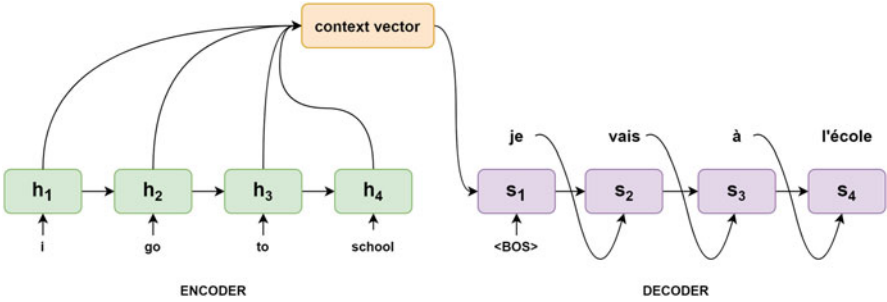 context vector
je vais à l'école
h1 h2 h3 h4 s1 s2 s3 s4
i go to school <BOS>
ENCODER DECODER